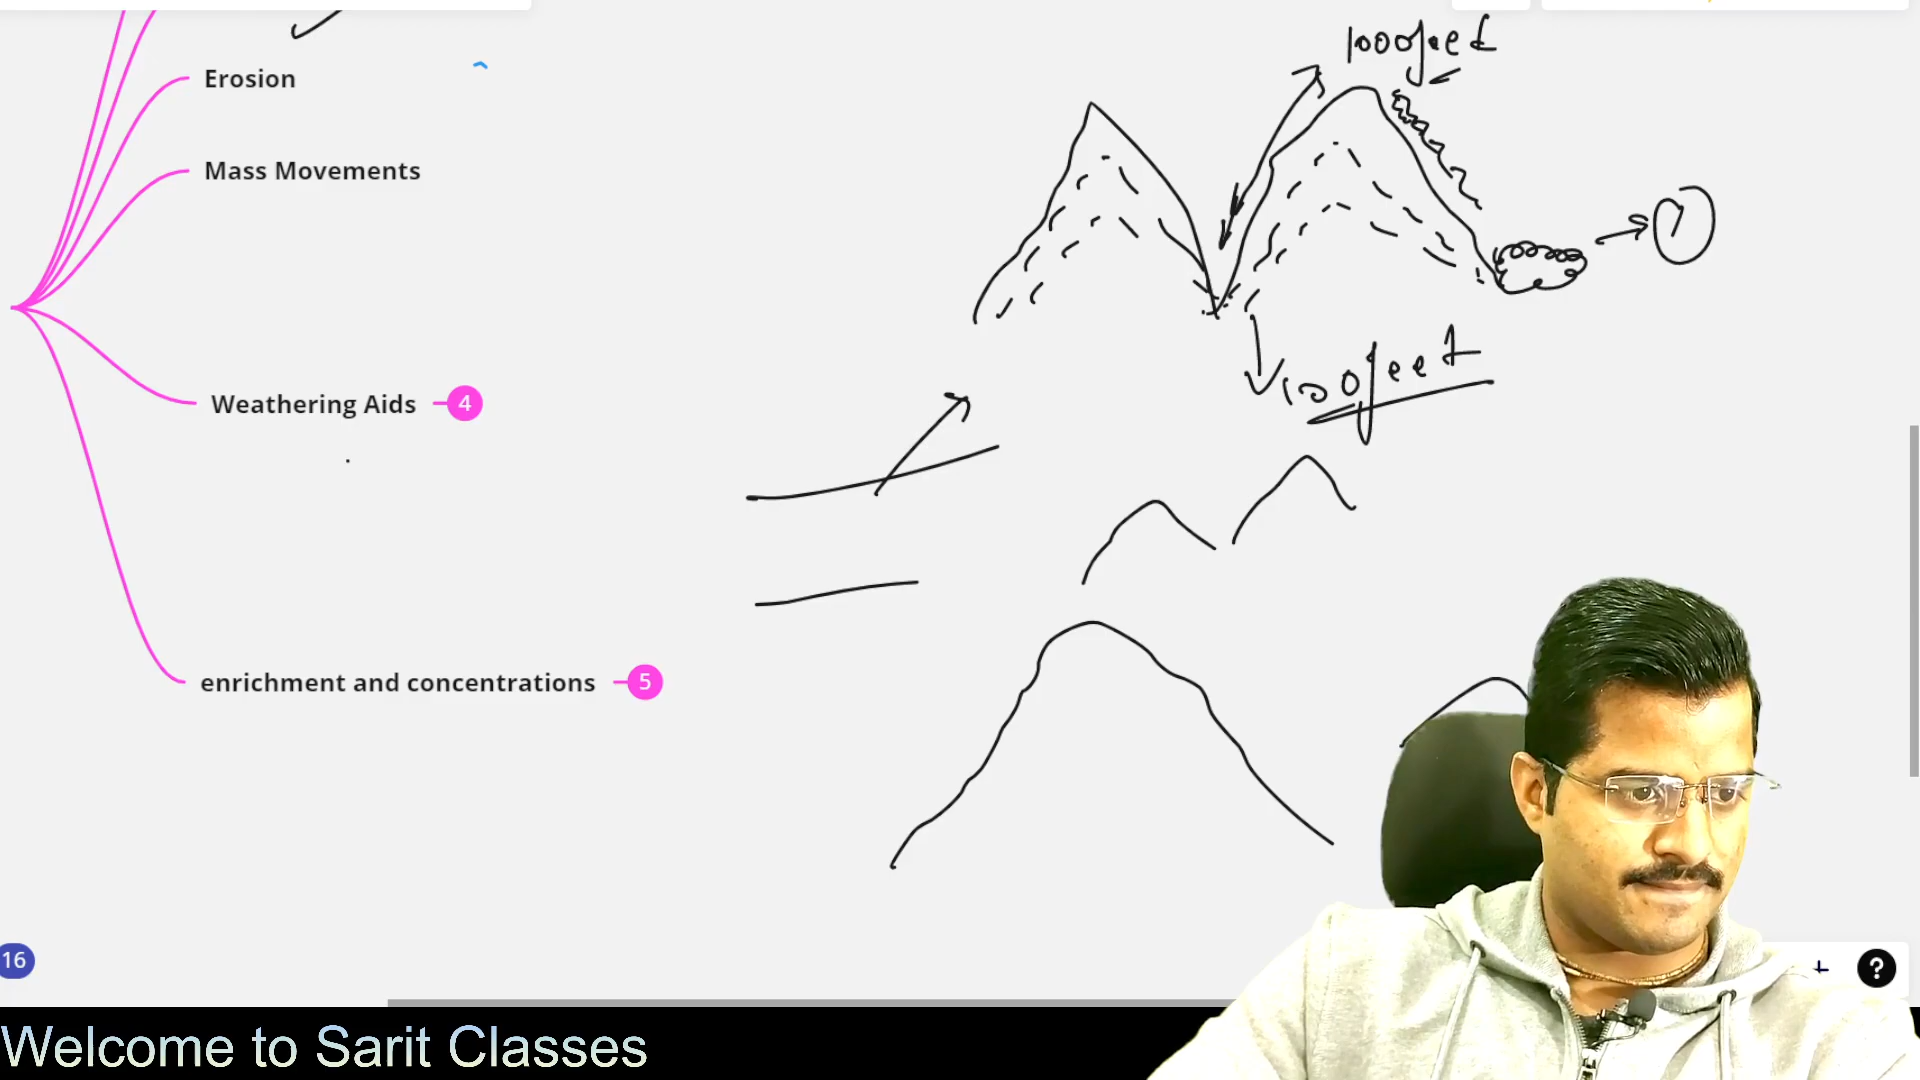 1000feet
Erosion
Mass Movements
100feet
Weathering Aids 4
enrichment and concentrations 5
16
?
Welcome to Sarit Classes